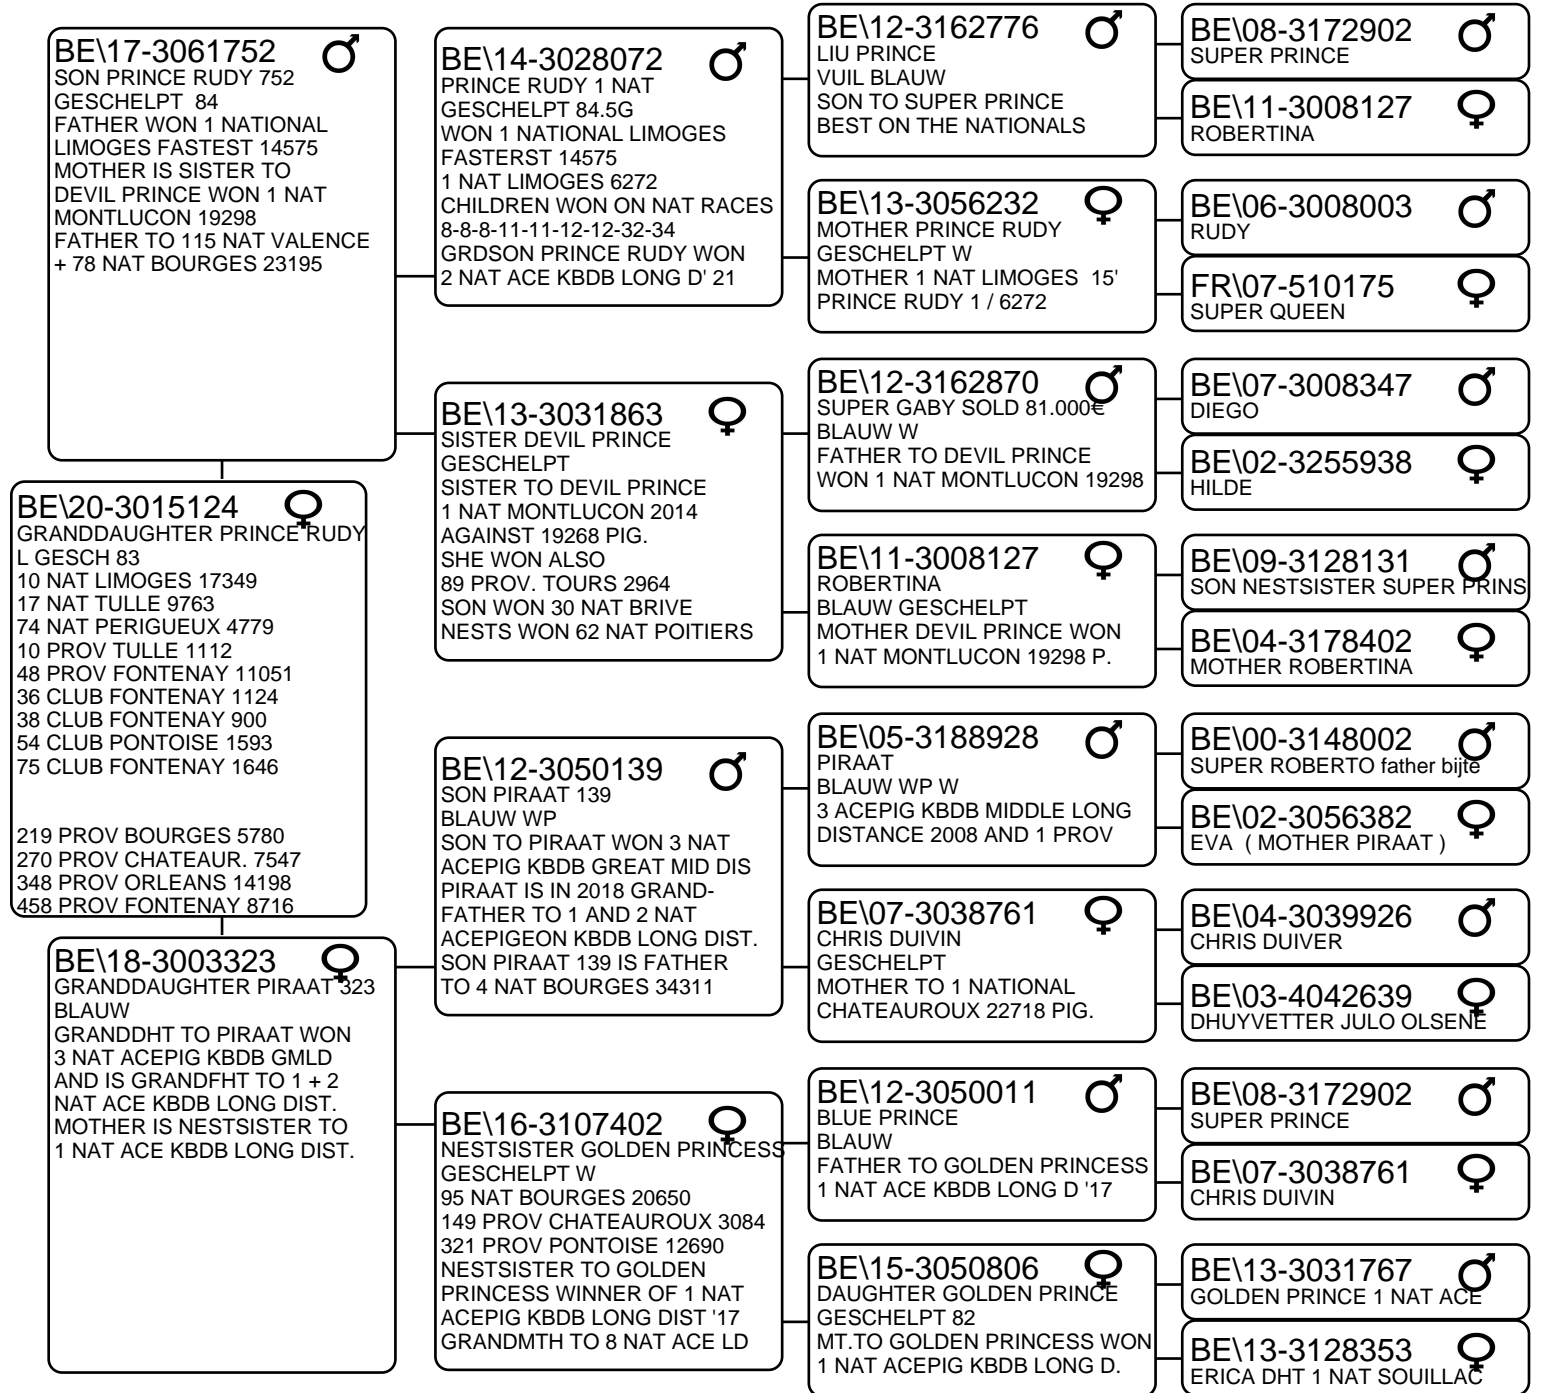 BE\17-3061752
SON PRINCE RUDY 752
GESCHELPT 84
FATHER WON 1 NATIONAL
LIMOGES FASTEST 14575
MOTHER IS SISTER TO
DEVIL PRINCE WON 1 NAT
MONTLUCON 19298
FATHER TO 115 NAT VALENCE
+ 78 NAT BOURGES 23195
BE\20-3015124
GRANDDAUGHTER PRINCE RUDY
L GESCH 83
10 NAT LIMOGES 17349
17 NAT TULLE 9763
74 NAT PERIGUEUX 4779
10 PROV TULLE 1112
48 PROV FONTENAY 11051
36 CLUB FONTENAY 1124
38 CLUB FONTENAY 900
54 CLUB PONTOISE 1593
75 CLUB FONTENAY 1646
219 PROV BOURGES 5780
270 PROV CHATEAUR. 7547
348 PROV ORLEANS 14198
458 PROV FONTENAY 8716
BE\18-3003323
GRANDDAUGHTER PIRAAT 323
BLAUW
GRANDDHT TO PIRAAT WON
3 NAT ACEPIG KBDB GMLD
AND IS GRANDFHT TO 1 + 2
NAT ACE KBDB LONG DIST.
MOTHER IS NESTSISTER TO
1 NAT ACE KBDB LONG DIST.
BE\14-3028072
PRINCE RUDY 1 NAT
GESCHELPT 84.5G
WON 1 NATIONAL LIMOGES
FASTERST 14575
1 NAT LIMOGES 6272
CHILDREN WON ON NAT RACES
8-8-8-11-11-12-12-32-34
GRDSON PRINCE RUDY WON
2 NAT ACE KBDB LONG D' 21
BE\13-3031863
SISTER DEVIL PRINCE
GESCHELPT
SISTER TO DEVIL PRINCE
1 NAT MONTLUCON 2014
AGAINST 19268 PIG.
SHE WON ALSO
89 PROV. TOURS 2964
SON WON 30 NAT BRIVE
NESTS WON 62 NAT POITIERS
BE\12-3050139
SON PIRAAT 139
BLAUW WP
SON TO PIRAAT WON 3 NAT
ACEPIG KBDB GREAT MID DIS
PIRAAT IS IN 2018 GRAND-
FATHER TO 1 AND 2 NAT
ACEPIGEON KBDB LONG DIST.
SON PIRAAT 139 IS FATHER
TO 4 NAT BOURGES 34311
BE\16-3107402
NESTSISTER GOLDEN PRINCESS
GESCHELPT W
95 NAT BOURGES 20650
149 PROV CHATEAUROUX 3084
321 PROV PONTOISE 12690
NESTSISTER TO GOLDEN
PRINCESS WINNER OF 1 NAT
ACEPIG KBDB LONG DIST '17
GRANDMTH TO 8 NAT ACE LD
BE\12-3162776
LIU PRINCE
VUIL BLAUW
SON TO SUPER PRINCE
BEST ON THE NATIONALS
BE\13-3056232
MOTHER PRINCE RUDY
GESCHELPT W
MOTHER 1 NAT LIMOGES 15'
PRINCE RUDY 1 / 6272
BE\12-3162870
SUPER GABY SOLD 81.000€
BLAUW W
FATHER TO DEVIL PRINCE
WON 1 NAT MONTLUCON 19298
BE\11-3008127
ROBERTINA
BLAUW GESCHELPT
MOTHER DEVIL PRINCE WON
1 NAT MONTLUCON 19298 P.
BE\05-3188928
PIRAAT
BLAUW WP W
3 ACEPIG KBDB MIDDLE LONG
DISTANCE 2008 AND 1 PROV
BE\07-3038761
CHRIS DUIVIN
GESCHELPT
MOTHER TO 1 NATIONAL
CHATEAUROUX 22718 PIG.
BE\12-3050011
BLUE PRINCE
BLAUW
FATHER TO GOLDEN PRINCESS
1 NAT ACE KBDB LONG D '17
BE\15-3050806
DAUGHTER GOLDEN PRINCE
GESCHELPT 82
MT.TO GOLDEN PRINCESS WON
1 NAT ACEPIG KBDB LONG D.
BE\08-3172902
SUPER PRINCE
BE\11-3008127
ROBERTINA
BE\06-3008003
RUDY
FR\07-510175
SUPER QUEEN
BE\07-3008347
DIEGO
BE\02-3255938
HILDE
BE\09-3128131
SON NESTSISTER SUPER PRINS
BE\04-3178402
MOTHER ROBERTINA
BE\00-3148002
SUPER ROBERTO father bijte
BE\02-3056382
EVA ( MOTHER PIRAAT )
BE\04-3039926
CHRIS DUIVER
BE\03-4042639
DHUYVETTER JULO OLSENE
BE\08-3172902
SUPER PRINCE
BE\07-3038761
CHRIS DUIVIN
BE\13-3031767
GOLDEN PRINCE 1 NAT ACE
BE\13-3128353
ERICA DHT 1 NAT SOUILLAC